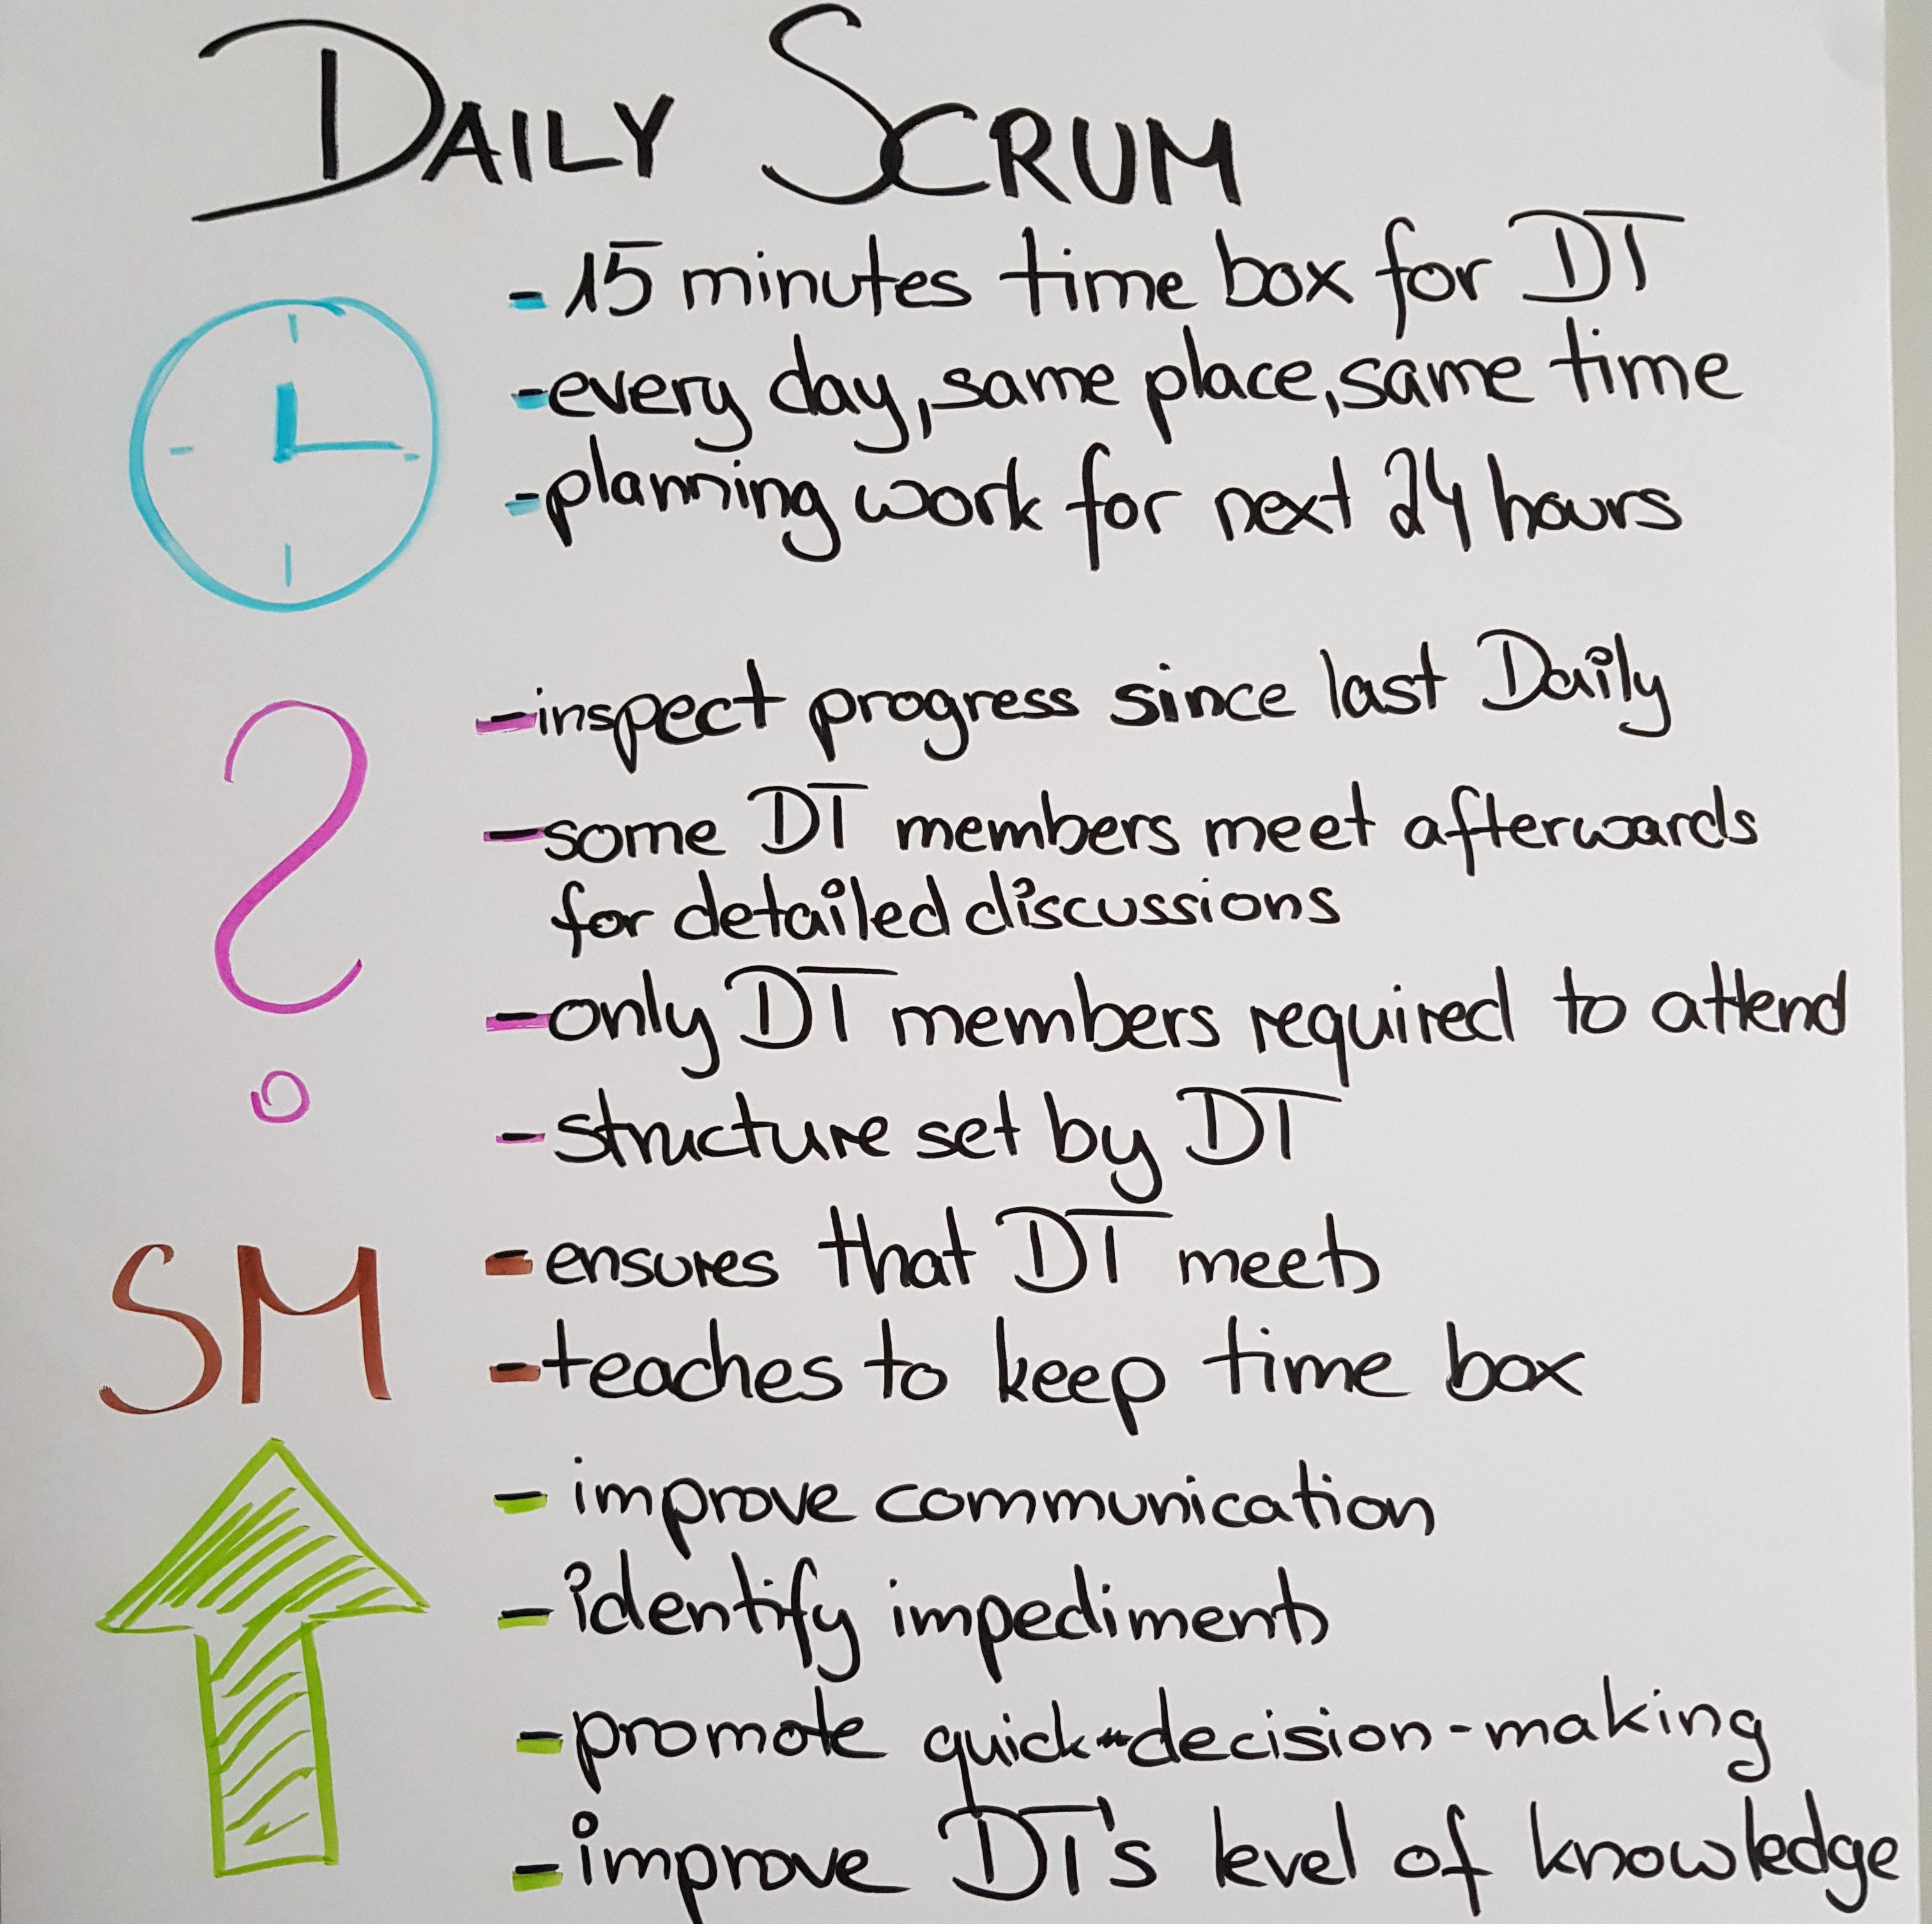 DAILY SCRUM
- 15 minutes time box for DT
- every day, same place, same time
- planning work for next 24 hours
- inspect progress since last Daily
- some DT members meet afterwards
for detailed discussions
- only DT members required to attend
- structure set by DT
SM
- ensures that DT meets
- teaches to keep time box
- improve communication
- identify impediments
- promote quick-decision-making
- improve DT's level of knowledge